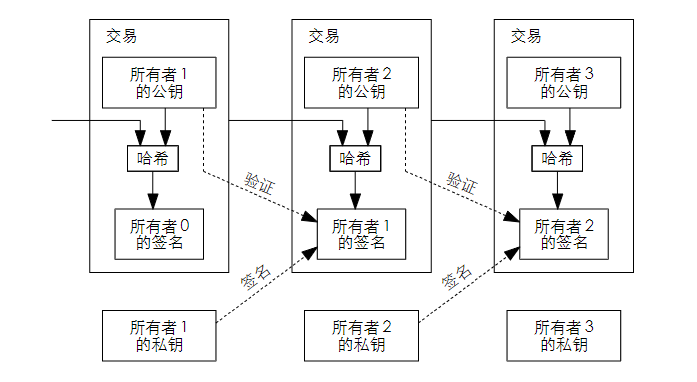 交易
交易
交易
所有者1
的公钥
所有者2
的公钥
所有者3
的公钥
哈希
哈希
哈希
验证
验证
所有者0
的签名
所有者1
的签名
所有者2
的签名
签名
签名
所有者1
的私钥
所有者2
的私钥
所有者3
的私钥